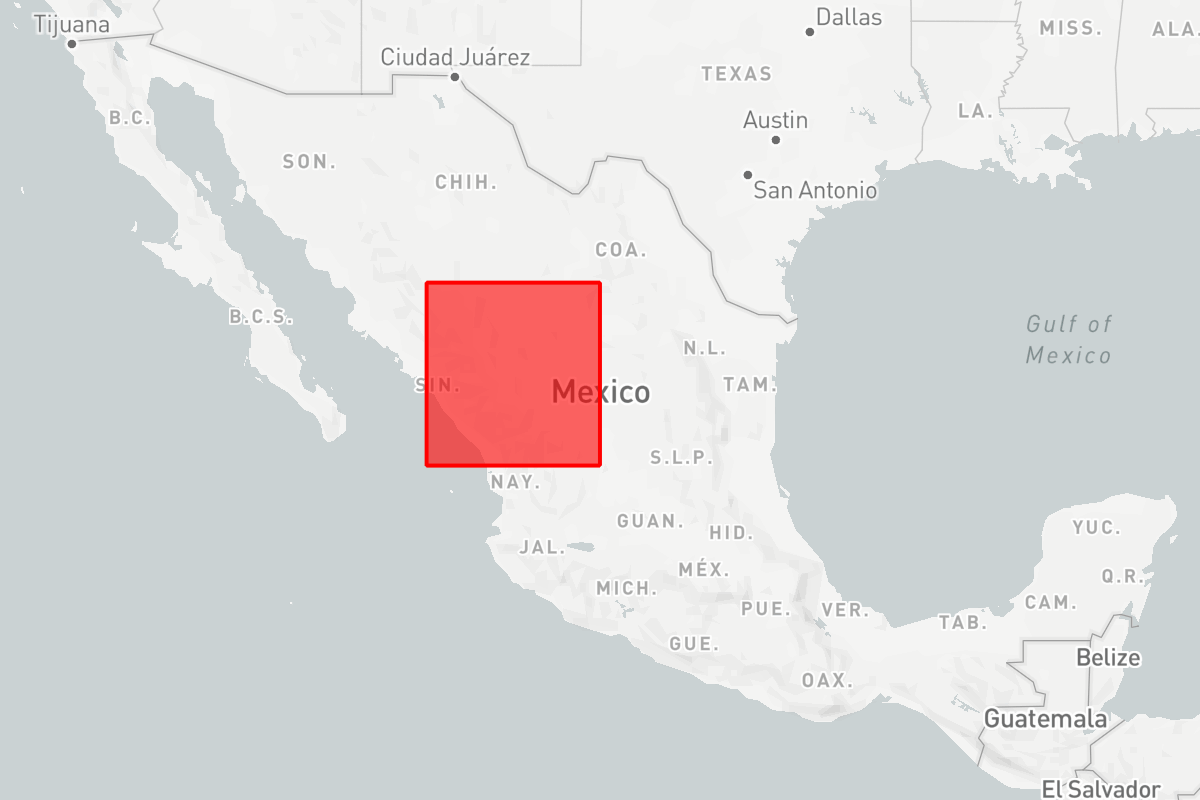 Tijuana
Dallas
MISS.
ALA.
Ciudad Juárez
TEXAS
B.C.
LA.
Austin
SON.
CHIH.
San Antonio
COA.
B.C.S.
Gulf of
Mexico
N.L.
SIN.
TAM.
Mexico
S.L.P.
NAY.
GUAN.
HID.
YUC.
JAL.
MÉX.
Q.R.
MICH.
CAM.
PUE.
VER.
TAB.
GUE.
Belize
OAX.
Guatemala
El Salvador